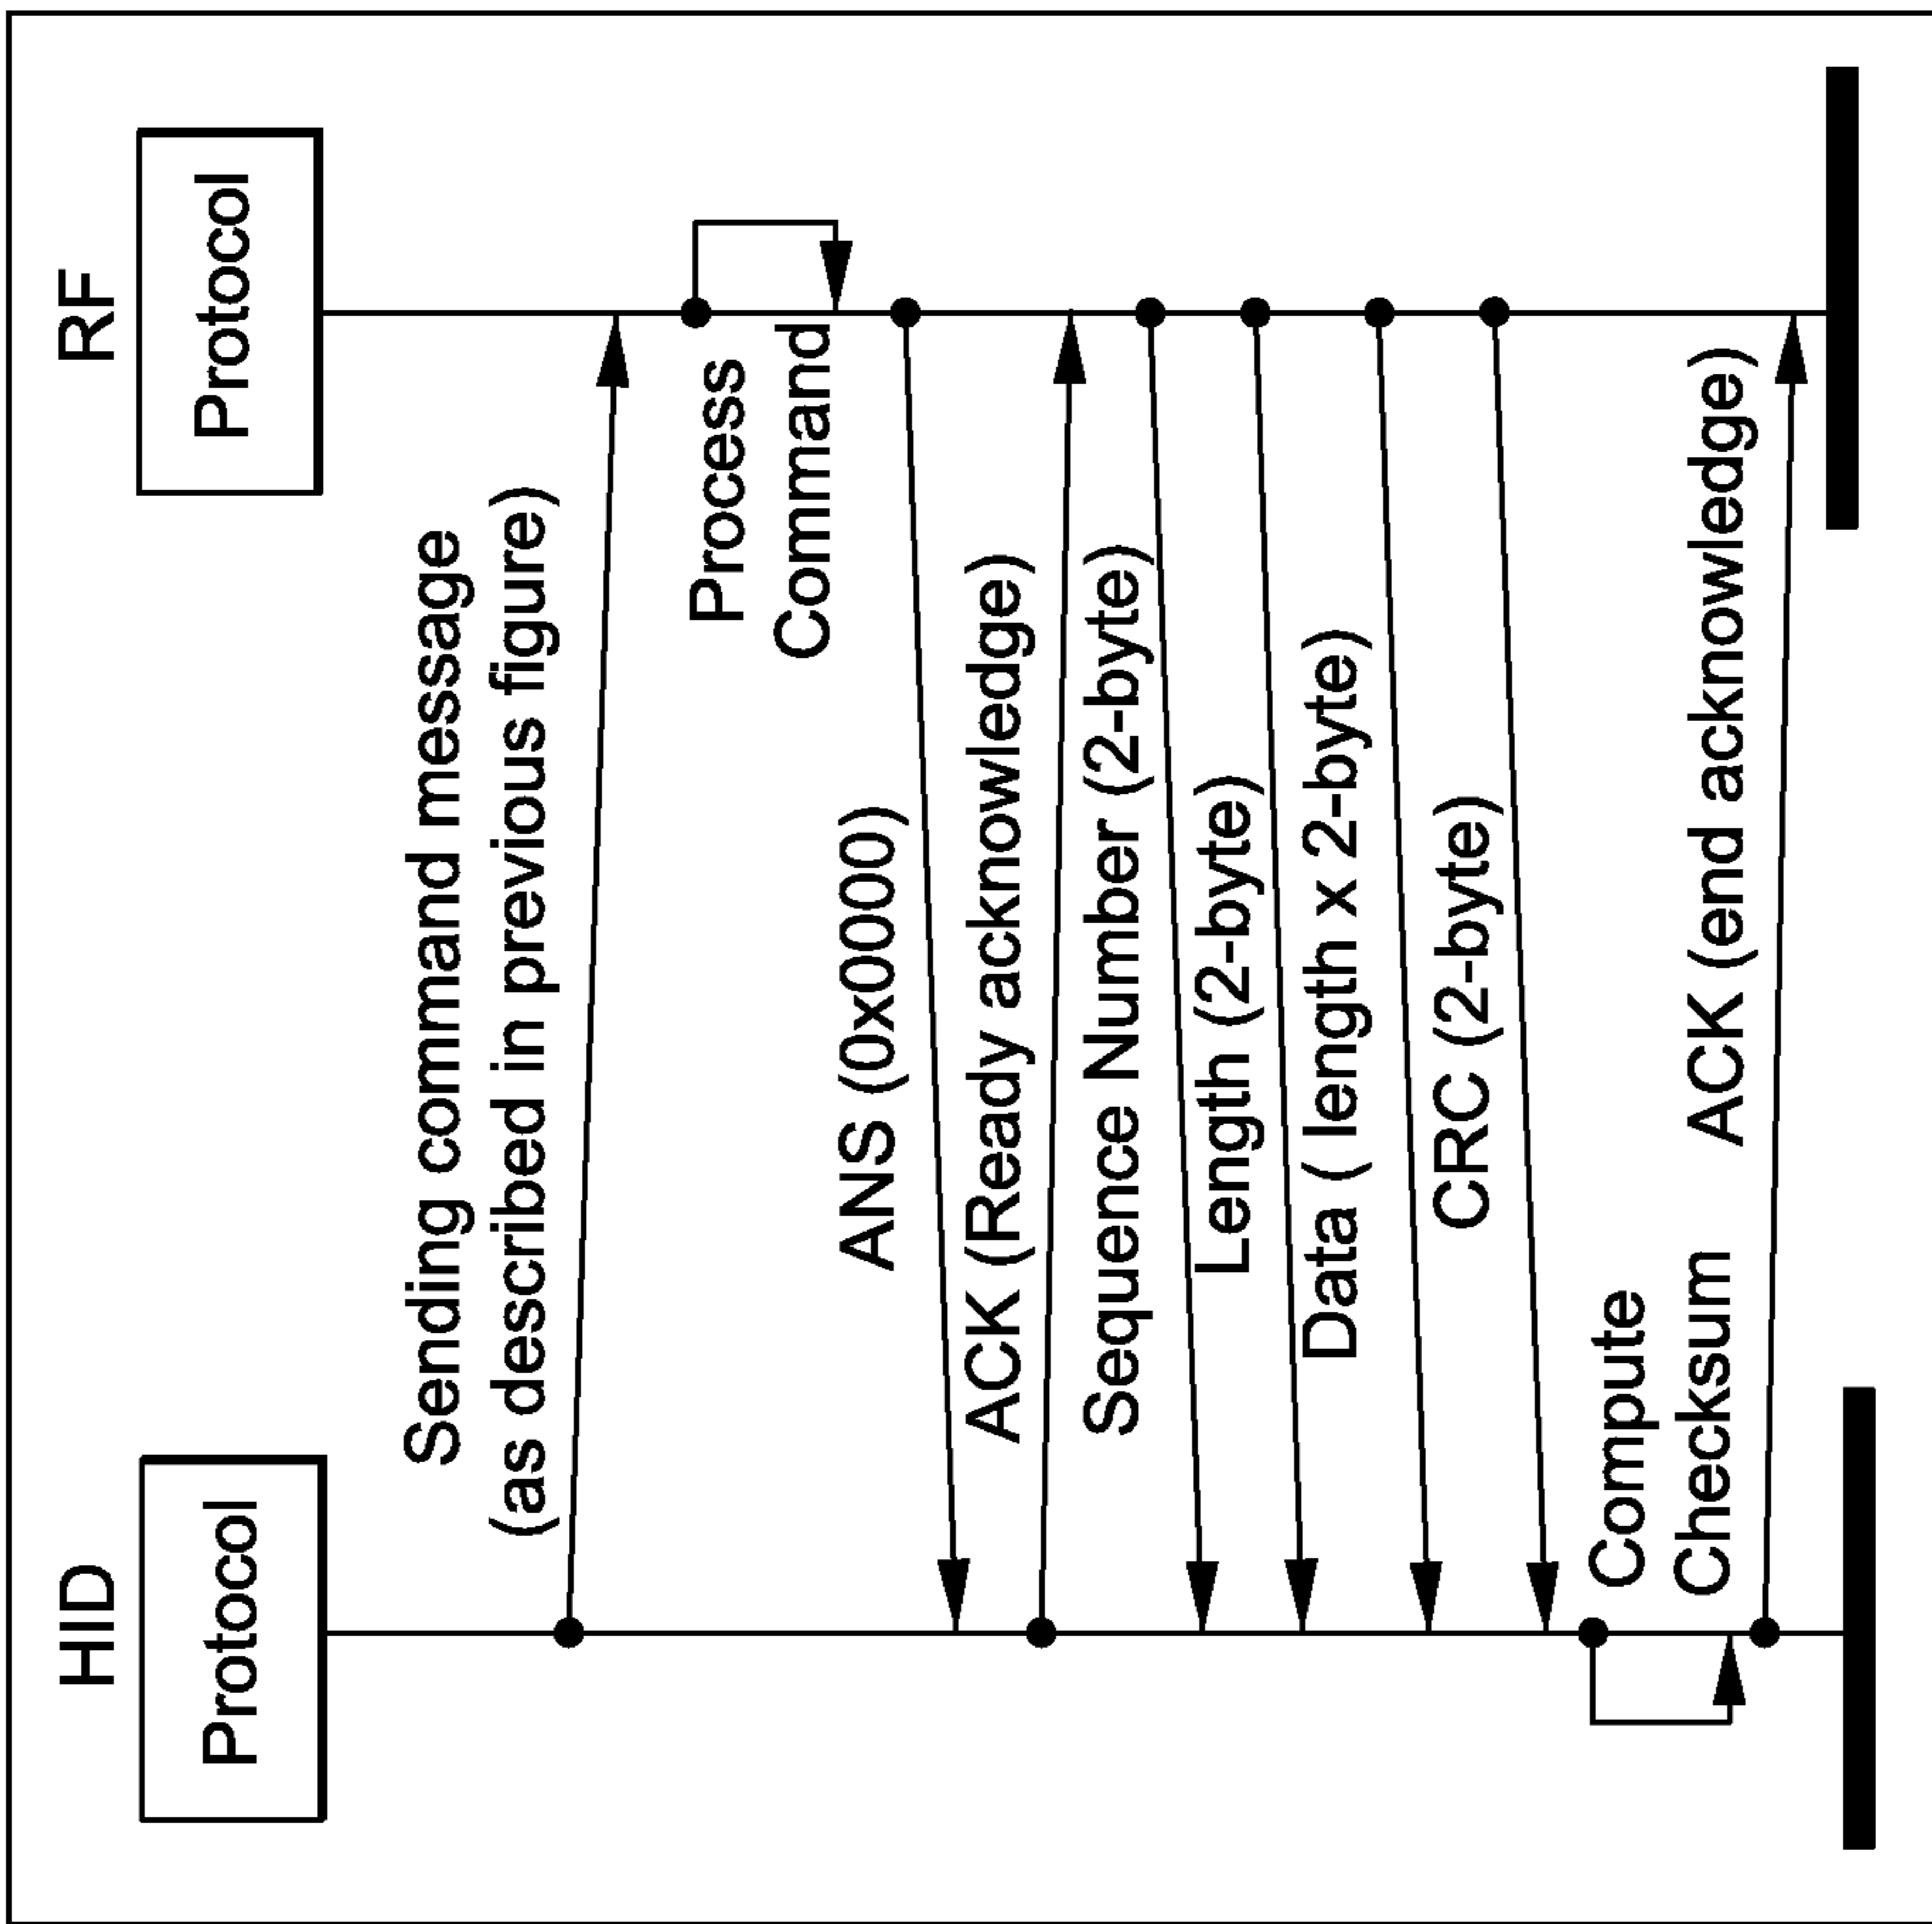 HID
RF
Protocol
Protocol
Sending command message
(as described in previous figure)
Process
Command
ANS (0x0000)
ACK (Ready acknowledge)
Sequence Number (2-byte)
Length (2-byte)
Data ( length x 2-byte)
CRC (2-byte)
Compute
Checksum
ACK (end acknowledge)